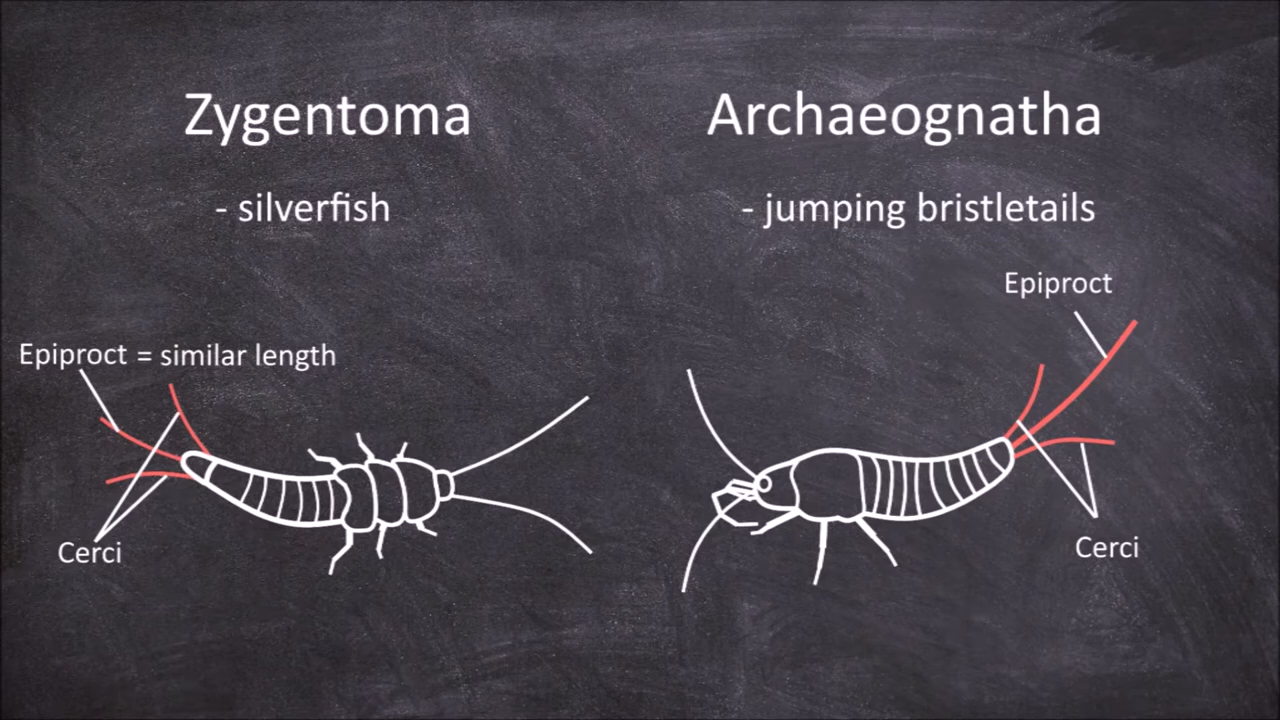 Zygentoma
- silverfish
Epiproct = similar length
Cerci
Archaeognatha
- jumping bristletails
Epiproct
Cerci